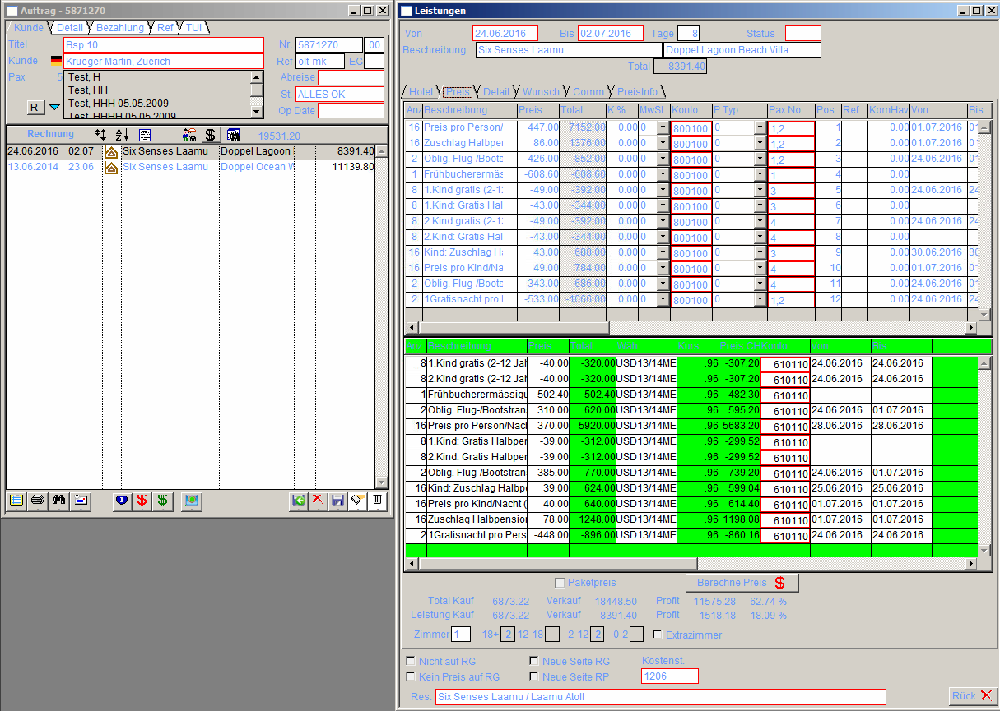 Auftrag - 5871270
Kunde Detail Bezahlung Ref TUI
Titel Bsp 10 Nr. 5871270 00
Kunde Krueger Martin, Zuerich Ref olt-mk EG
Pax 5 Test, H Abreise
Test, HH St. ALLES OK
R Test, HHH 05.05.2009 Op Date
Test, HHHH 05.05.2009
Rechnung 19531.20
24.06.2016 02.07 Six Senses Laamu Doppel Lagoon 8391.40
13.06.2014 23.06 Six Senses Laamu Doppel Ocean W 11139.80
Leistungen
Von 24.06.2016 Bis 02.07.2016 Tage 8 Status
Beschreibung Six Senses Laamu Doppel Lagoon Beach Villa
Total 8391.40
Hotel Preis Detail Wunsch Comm PreisInfo
Anz Beschreibung Preis Total K % MwSt Konto P Typ Pax No. Pos Ref KomHav Von Bis
16 Preis pro Person/ 447.00 7152.00 0.00 0 800100 0 1,2 1 0.00 01.07.2016 01
16 Zuschlag Halbper 86.00 1376.00 0.00 0 800100 0 1,2 2 0.00 01.07.2016 01
2 Oblig. Flug-/Boots 426.00 852.00 0.00 0 800100 0 1,2 3 0.00 24.06.2016 01
1 Frühbucherermäs -608.60 -608.60 0.00 0 800100 0 1 4 0.00
8 1.Kind gratis (2-12 -49.00 -392.00 0.00 0 800100 0 3 5 0.00 24.06.2016 24
8 1.Kind: Gratis Hal -43.00 -344.00 0.00 0 800100 0 3 6 0.00
8 2.Kind gratis (2-12 -49.00 -392.00 0.00 0 800100 0 4 7 0.00 24.06.2016 24
8 2.Kind: Gratis Hal -43.00 -344.00 0.00 0 800100 0 4 8 0.00
16 Kind: Zuschlag Ha 43.00 688.00 0.00 0 800100 0 3 9 0.00 30.06.2016 30
16 Preis pro Kind/Na 49.00 784.00 0.00 0 800100 0 4 10 0.00 01.07.2016 01
2 Oblig. Flug-/Boots 343.00 686.00 0.00 0 800100 0 4 11 0.00 24.06.2016 01
2 1Gratisnacht pro I -533.00 -1066.00 0.00 0 800100 0 1,2 12 0.00 24.06.2016 24
Anz Beschreibung Preis Total Wäh Kurs Preis CHF Konto Von Bis
8 1.Kind gratis (2-12 Jah -40.00 -320.00 USD13/14ME .96 -307.20 610110 24.06.2016 24.06.2016
8 2.Kind gratis (2-12 Jah -40.00 -320.00 USD13/14ME .96 -307.20 610110 24.06.2016 24.06.2016
1 Frühbucherermässigu -502.40 -502.40 USD13/14ME .96 -482.30 610110
2 Oblig. Flug-/Bootstran 310.00 620.00 USD13/14ME .96 595.20 610110 24.06.2016 01.07.2016
16 Preis pro Person/Nach 370.00 5920.00 USD13/14ME .96 5683.20 610110 28.06.2016 28.06.2016
8 1.Kind: Gratis Halbper -39.00 -312.00 USD13/14ME .96 -299.52 610110
8 2.Kind: Gratis Halbper -39.00 -312.00 USD13/14ME .96 -299.52 610110
2 Oblig. Flug-/Bootstran 385.00 770.00 USD13/14ME .96 739.20 610110 24.06.2016 01.07.2016
16 Kind: Zuschlag Halbpe 39.00 624.00 USD13/14ME .96 599.04 610110 25.06.2016 25.06.2016
16 Preis pro Kind/Nacht ( 40.00 640.00 USD13/14ME .96 614.40 610110 01.07.2016 01.07.2016
16 Zuschlag Halbpension 78.00 1248.00 USD13/14ME .96 1198.08 610110 01.07.2016 01.07.2016
2 1Gratisnacht pro Pers -448.00 -896.00 USD13/14ME .96 -860.16 610110 24.06.2016 24.06.2016
Paketpreis Berechne Preis $
Total Kauf 6873.22 Verkauf 18448.50 Profit 11575.28 62.74 %
Leistung Kauf 6873.22 Verkauf 8391.40 Profit 1518.18 18.09 %
Zimmer 1 18+ 2 12-18 2-12 2 0-2 Extrazimmer
Nicht auf RG Neue Seite RG Kostenst.
Kein Preis auf RG Neue Seite RP 1206
Res. Six Senses Laamu / Laamu Atoll Rück